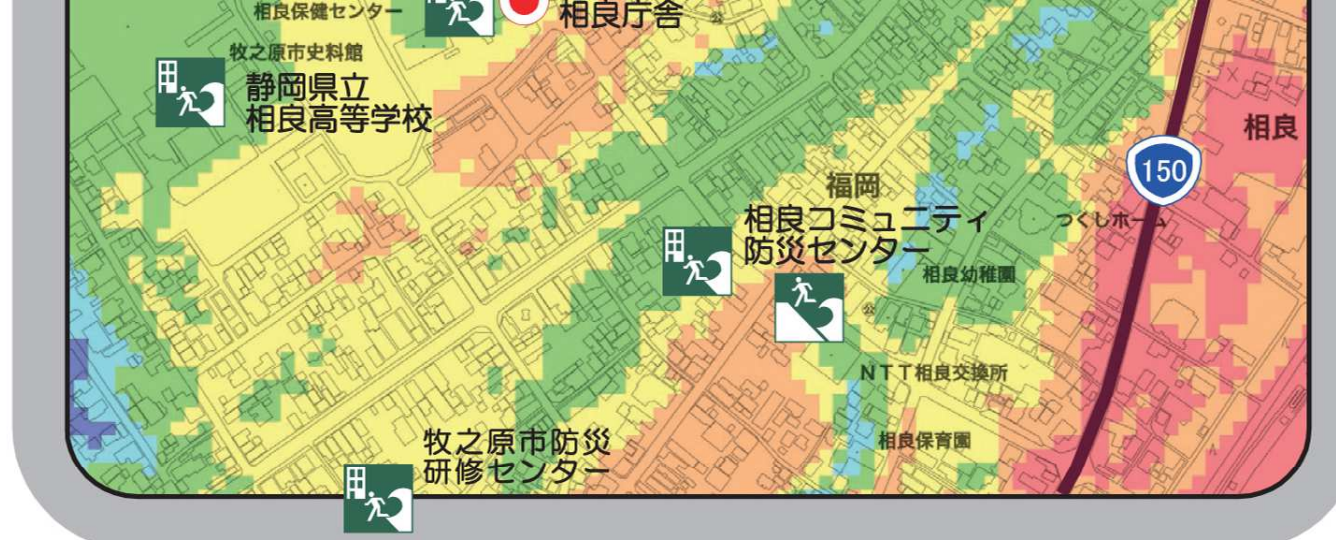 相良保健センター
相良庁舎
公
牧之原市史料館
静岡県立
相良高等学校
相良
150
福岡
相良コミュニティ
防災センター
つくしホーム
相良幼稚園
公
NTT相良交換所
相良保育園
牧之原市防災
研修センター